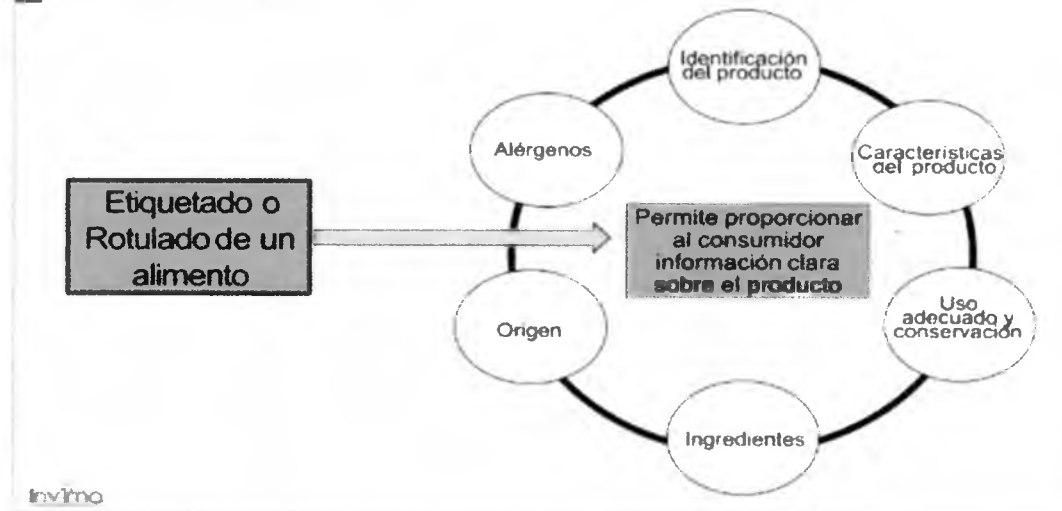 Identificación
del producto
Alérgenos
Características
del producto
Etiquetado o
Rotulado de un
alimento
Permite proporcionar
al consumidor
información clara
sobre el producto
Uso
adecuado y
conservación
Origen
Ingredientes
invima